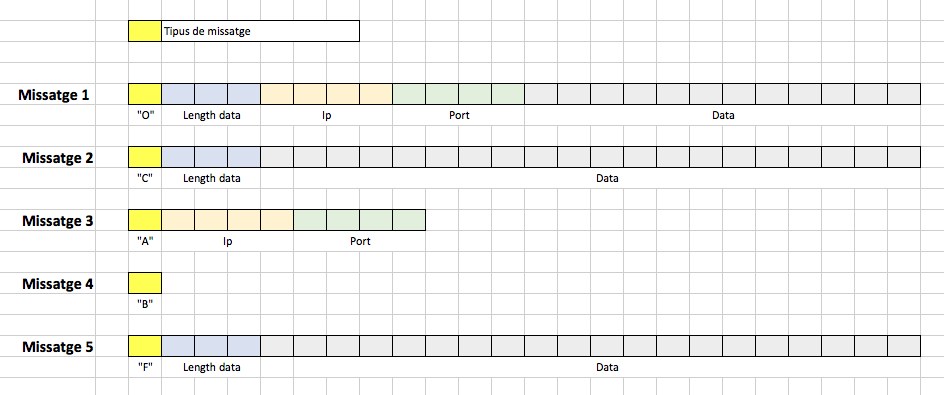 Tipus de missatge
Missatge 1
"O" Length data Ip Port Data
Missatge 2
"C" Length data Data
Missatge 3
"A" Ip Port
Missatge 4
"B"
Missatge 5
"F" Length data Data